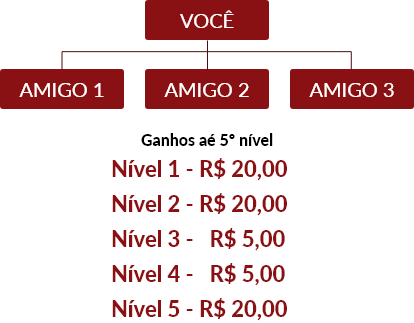 VOCÊ
AMIGO 1 AMIGO 2 AMIGO 3
Ganhos aé 5° nível
Nível 1 - R$ 20,00
Nível 2 - R$ 20,00
Nível 3 - R$ 5,00
Nível 4 - R$ 5,00
Nível 5 - R$ 20,00